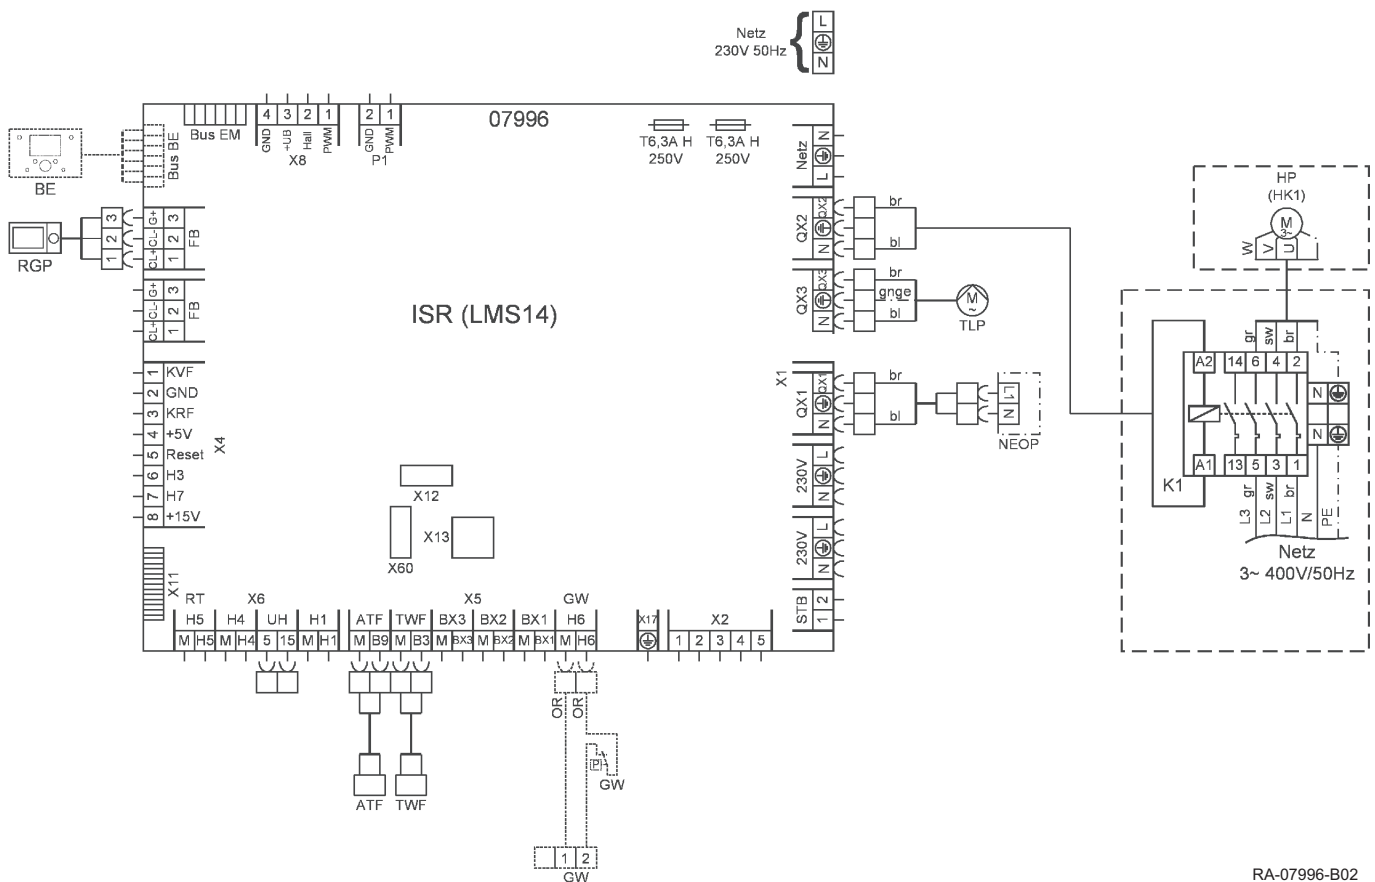 Netz
230V 50Hz
L
N
07996
Bus EM
4 3 2 1
GND +UB Hall PWM
X8
2 1
GND PWM
P1
T6,3A H
250V
T6,3A H
250V
Bus BE
BE
RGP
3
2
1
G+ 3
CL- 2
CL+ 1
FB
G+ 3
CL- 2
CL+ 1
FB
ISR (LMS14)
Netz
N
L
QX2
QX2
N
br
bl
QX3
QX3
N
br
gnge
bl
M
~
TLP
X1
QX1
QX1
N
br
bl
L1
N
NEOP
230V
L
N
230V
L
N
STB
2
1
HP
(HK1)
M
3~
W V U
gr sw br
A2 14 6 4 2
N
N
A1 13 5 3 1
K1
gr sw br
L3 L2 L1 N PE
Netz
3~ 400V/50Hz
1 KVF
2 GND
3 KRF
4 +5V
5 Reset
6 H3
7 H7
8 +15V
X4
X12
X60
X13
X11
RT X6 X5 GW
H5 H4 UH H1 ATF TWF BX3 BX2 BX1 H6 X17 X2
M H5 M H4 5 15 M H1 M B9 M B3 M BX3 M BX2 M BX1 M H6 1 2 3 4 5
OR OR
P
GW
ATF TWF
1 2
GW
RA-07996-B02